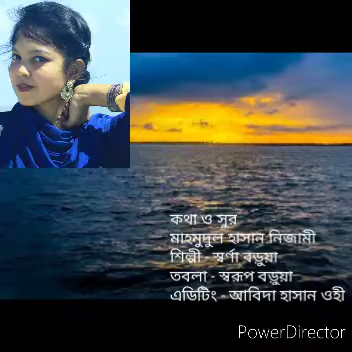 কথা ও সুর
মাহমুদুল হাসান নিজামী
শিল্পী - স্বর্ণা বড়ুয়া
তবলা - স্বরূপ বড়ুয়া
এডিটিং - আবিদা হাসান ওহী
PowerDirector